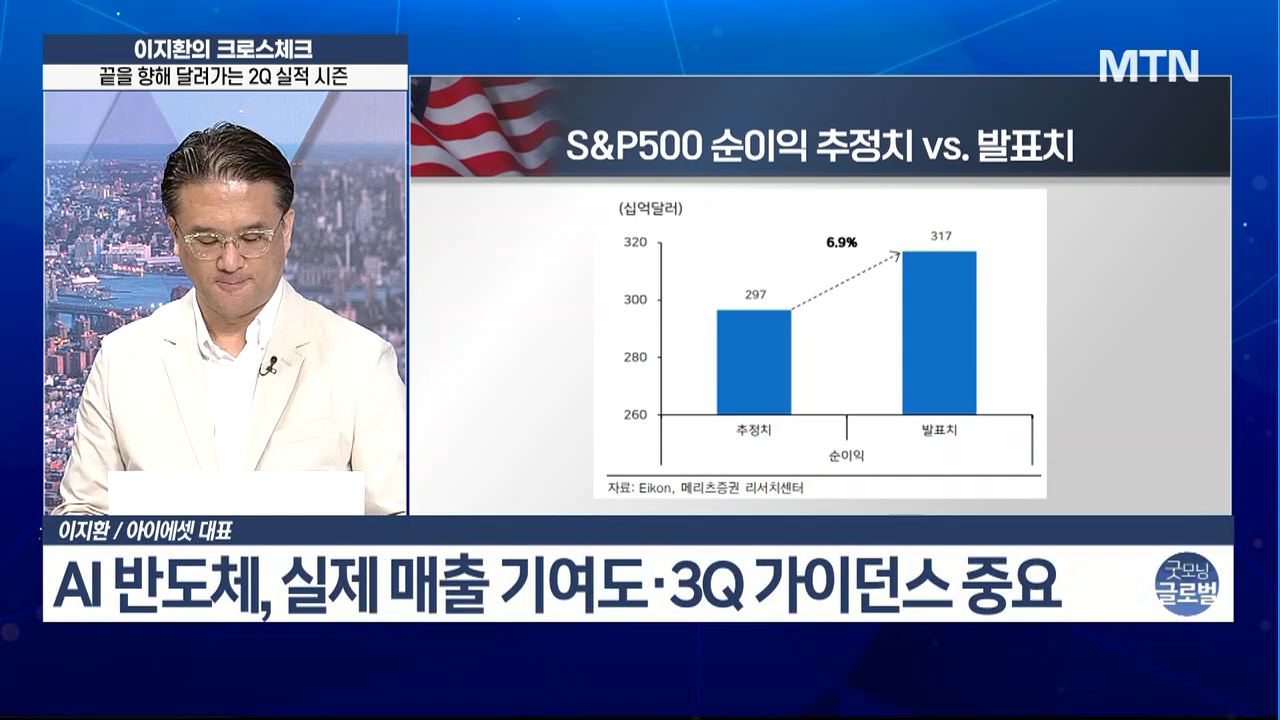 이지환의 크로스체크
끝을 향해 달려가는 2Q 실적 시즌
MTN
S&P500 순이익 추정치 vs. 발표치
(십억달러)
320
300
280
260
6.9%
297
317
추정치
발표치
순이익
자료: Eikon, 메리츠증권 리서치센터
이지환 / 아이에셋 대표
AI 반도체, 실제 매출 기여도·3Q 가이던스 중요
굿모닝
글로벌